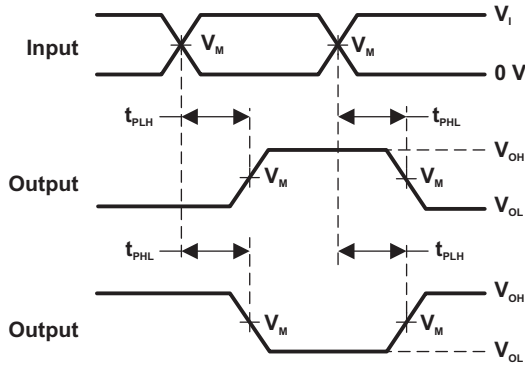 V_I
Input V_M V_M
0 V
t_PLH t_PHL
V_OH
Output V_M V_M
V_OL
t_PHL t_PLH
V_OH
Output V_M V_M
V_OL